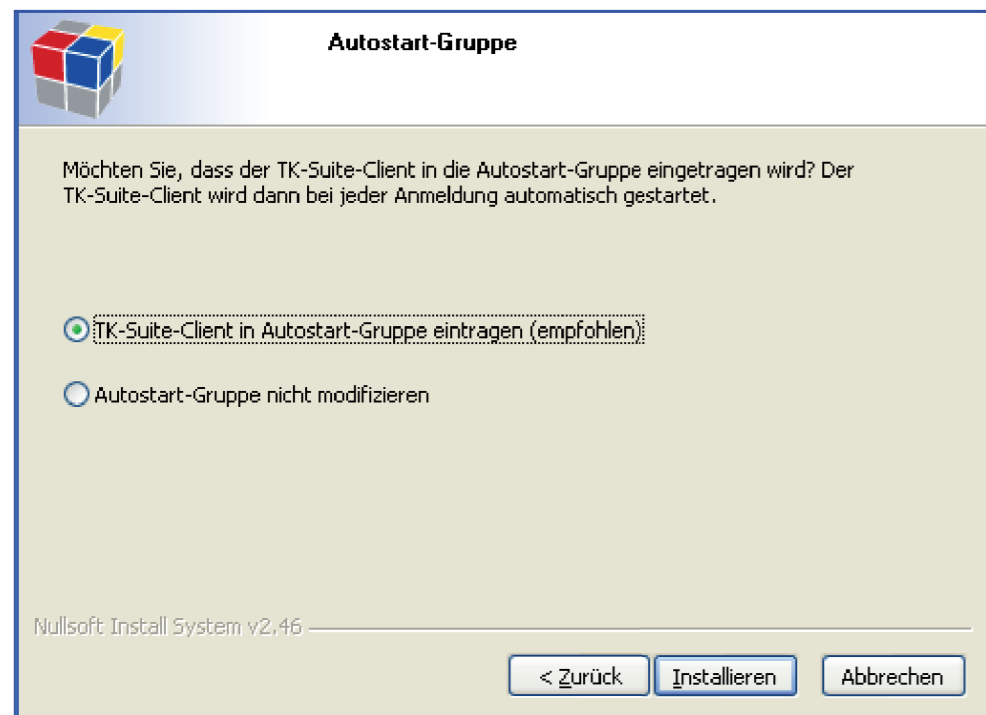 Autostart-Gruppe
Möchten Sie, dass der TK-Suite-Client in die Autostart-Gruppe eingetragen wird? Der
TK-Suite-Client wird dann bei jeder Anmeldung automatisch gestartet.
TK-Suite-Client in Autostart-Gruppe eintragen (empfohlen)
Autostart-Gruppe nicht modifizieren
Nullsoft Install System v2.46
< Zurück Installieren Abbrechen